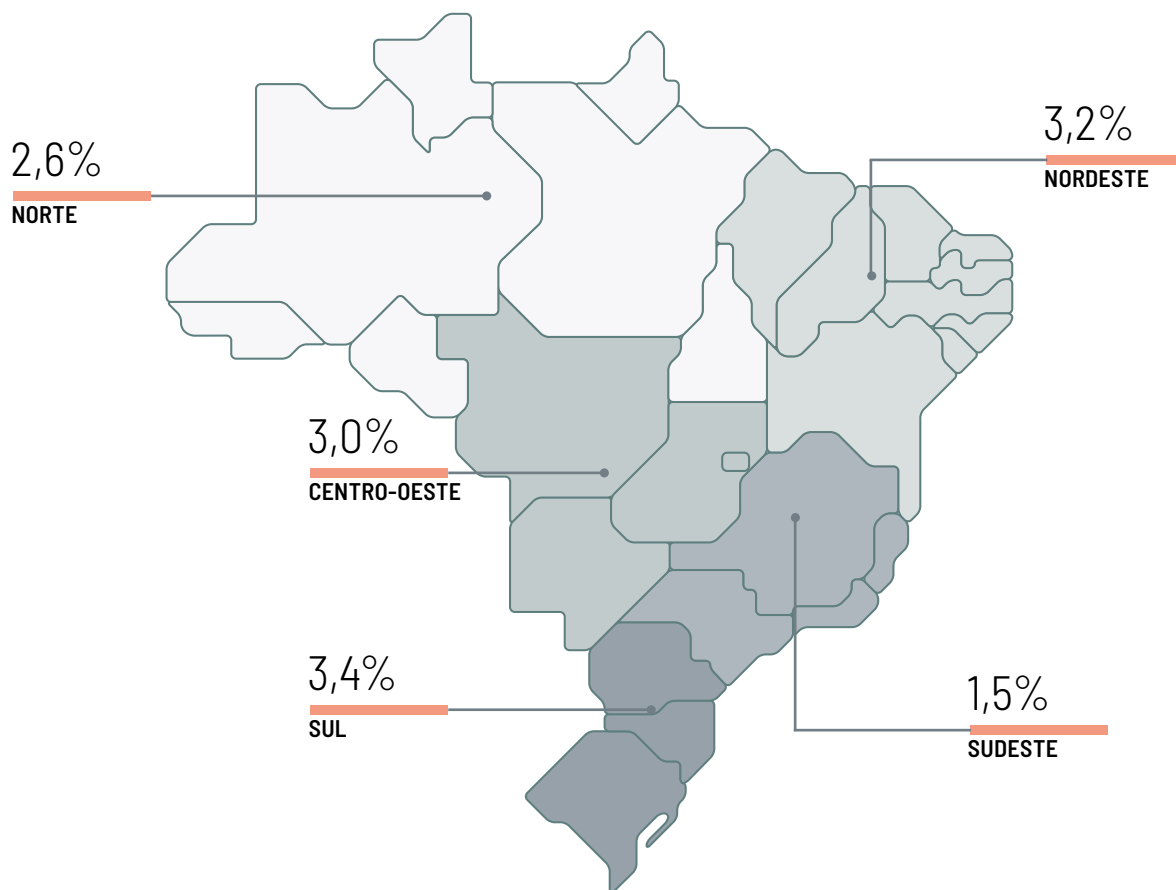 3,2%
NORDESTE
2,6%
NORTE
3,0%
CENTRO-OESTE
3,4%
SUL
1,5%
SUDESTE